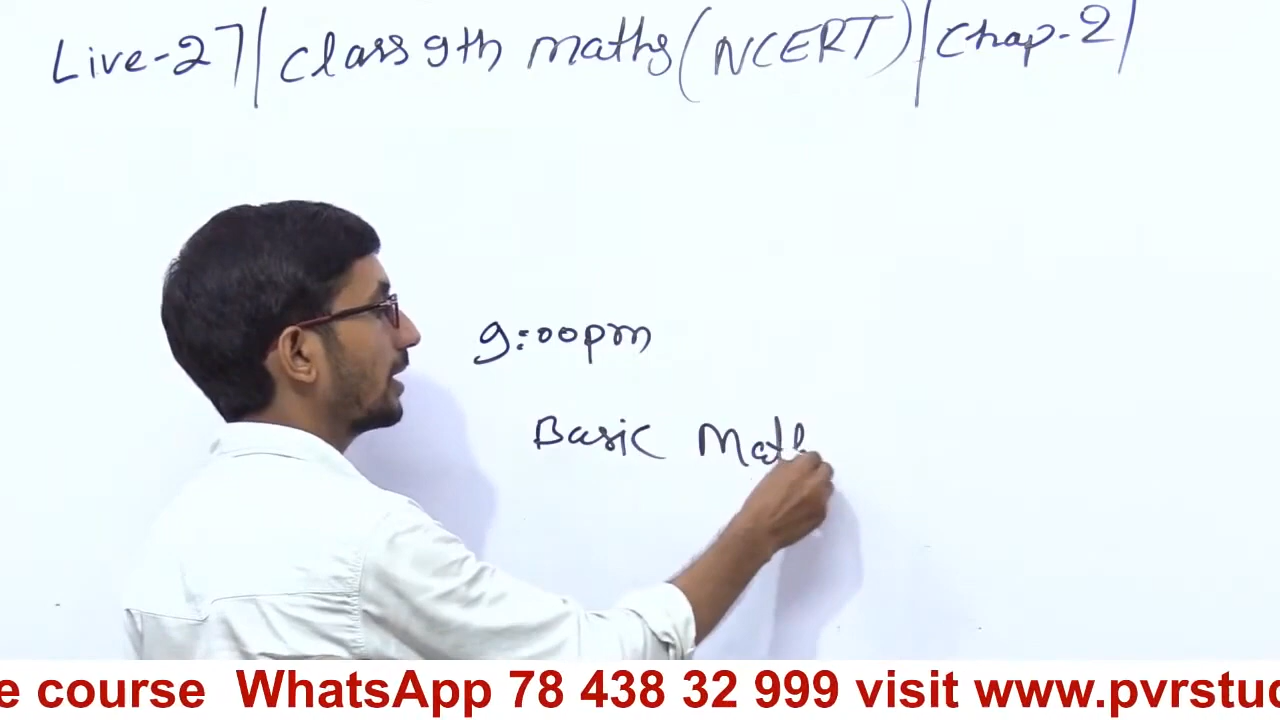 Live-27 | Class 9th maths (NCERT) | Chap-2 |
9:00pm
Basic Math
e course WhatsApp 78 438 32 999 visit www.pvrstud